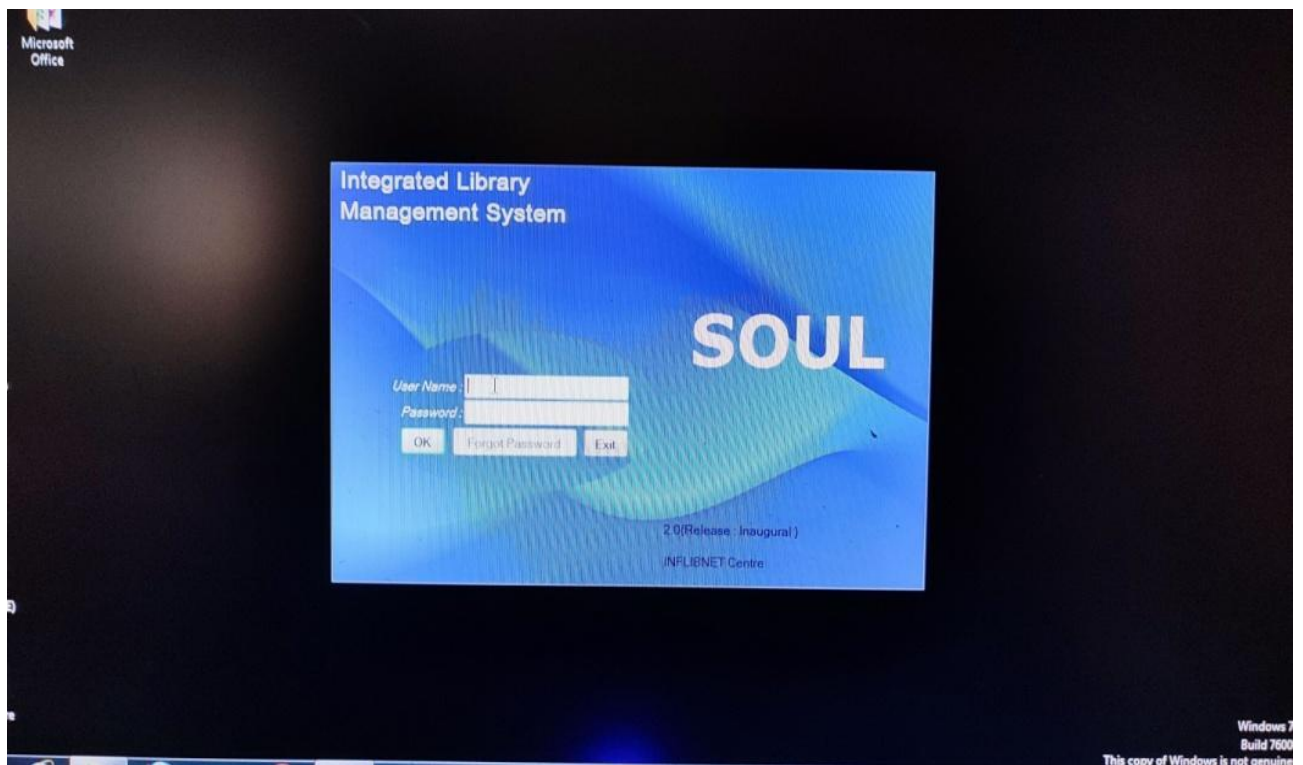 Microsoft
Office
Integrated Library
Management System
SOUL
User Name :
Password :
OK Forgot Password Exit
2.0(Release : Inaugural )
INFLIBNET Centre
Windows 7
Build 7600
This copy of Windows is not genuine